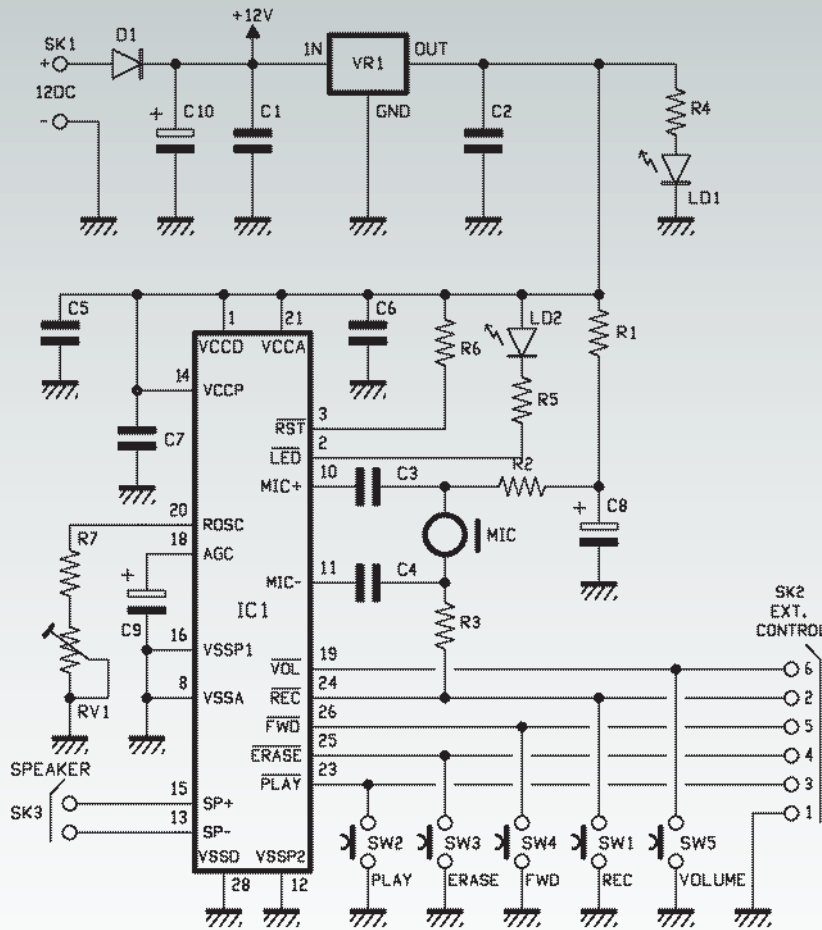 +12V
SK1
D1
+
12DC
-
+
C10
C1
IN
VR1
OUT
GND
C2
R4
LD1
C5
1
21
C6
VCCD
VCCA
R6
LD2
R1
14
VCCP
C7
3
RST
R5
2
LED
R2
10
MIC+
C3
+
C8
MIC
20
ROSC
R7
18
AGC
+
C9
11
MIC-
C4
IC1
R3
SK2
EXT.
CONTROL
16
VSSP1
19
VOL
6
24
REC
2
8
VSSA
RV1
26
FWD
5
25
ERASE
4
23
PLAY
3
SPEAKER
SK3
15
SP+
1
13
SP-
SW2
SW3
SW4
SW1
SW5
VSSD
VSSP2
28
12
PLAY
ERASE
FWD
REC
VOLUME